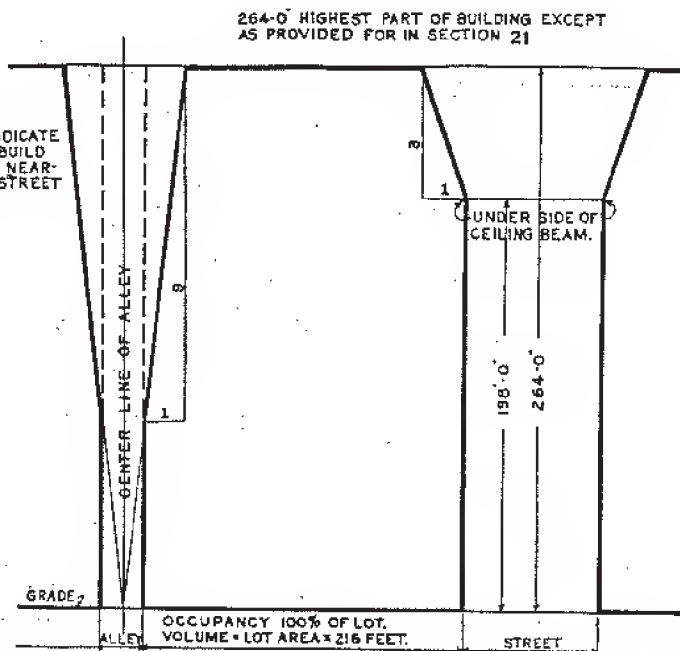 264-0" HIGHEST PART OF BUILDING EXCEPT
AS PROVIDED FOR IN SECTION 21
DICATE
BUILD
NEAR-
STREET
3
1
UNDER SIDE OF
CEILING BEAM.
CENTER LINE OF ALLEY
9
1
198'-0"
264-0"
GRADE
OCCUPANCY 100% OF LOT.
VOLUME = LOT AREA × 216 FEET.
ALLEY
STREET